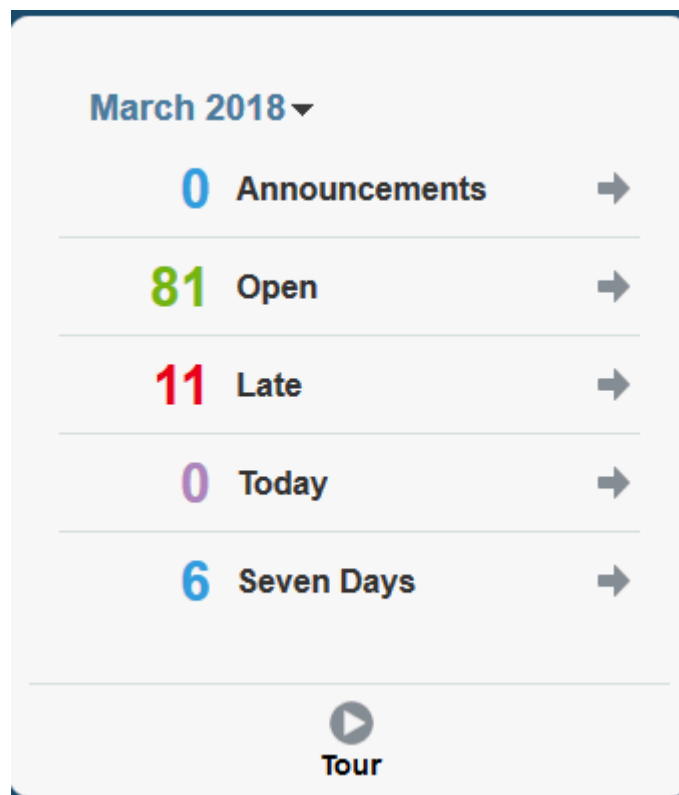 March 2018
0 Announcements
81 Open
11 Late
0 Today
6 Seven Days
Tour